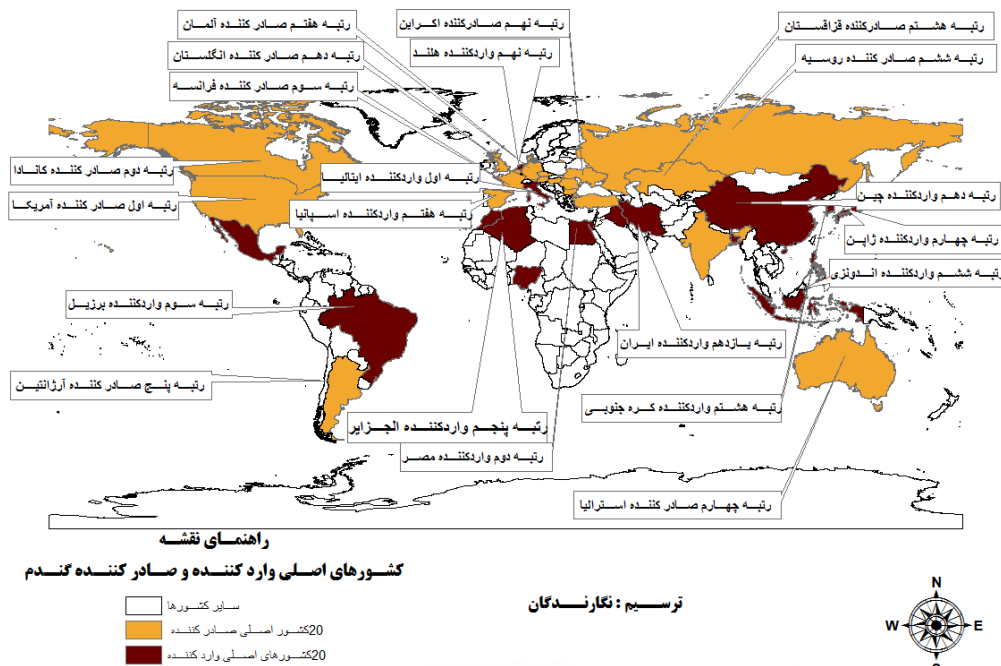 رتبه هفتم صادر کننده آلمان
رتبه نهم صادرکننده اکراین
رتبه هشتم صادرکننده قزاقستان
رتبه دهم صادر کننده انگلستان
رتبه نهم واردکننده هلند
رتبه ششم صادر کننده روسیه
رتبه سوم صادر کننده فرانسه
رتبه دوم صادر کننده کانادا
رتبه اول واردکننده ایتالیا
رتبه دهم واردکننده چین
رتبه اول صادر کننده آمریکا
رتبه هفتم واردکننده اسپانیا
رتبه چهارم واردکننده ژاپن
رتبه ششم واردکننده اندونزی
رتبه سوم واردکننده برزیل
رتبه یازدهم واردکننده ایران
رتبه پنج صادر کننده آرژانتین
رتبه هشتم واردکننده کره جنوبی
رتبه پنجم واردکننده الجزایر
رتبه دوم واردکننده مصر
رتبه چهارم صادر کننده استرالیا
راهنمای نقشه
کشورهای اصلی وارد کننده و صادر کننده گندم
سایر کشورها
20کشور اصلی صادر کننده
20کشورهای اصلی وارد کننده
ترسیم : نگارندگان
N
W E